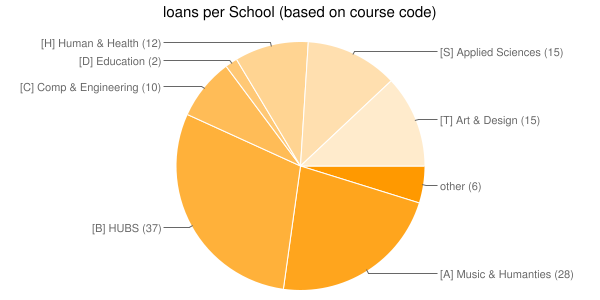 loans per School (based on course code)
[H] Human & Health (12)
[D] Education (2)
[C] Comp & Engineering (10)
[B] HUBS (37)
[S] Applied Sciences (15)
[T] Art & Design (15)
other (6)
[A] Music & Humanties (28)